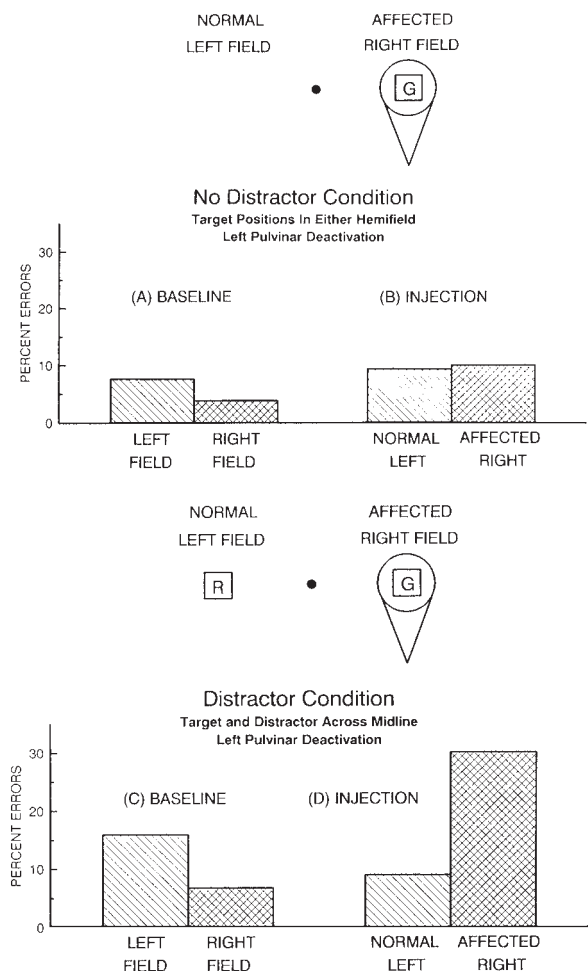 NORMAL AFFECTED
LEFT FIELD RIGHT FIELD
G
No Distractor Condition
Target Positions In Either Hemifield
Left Pulvinar Deactivation
PERCENT ERRORS
30
20
10
0
(A) BASELINE (B) INJECTION
LEFT RIGHT NORMAL AFFECTED
FIELD FIELD LEFT RIGHT
NORMAL AFFECTED
LEFT FIELD RIGHT FIELD
R G
Distractor Condition
Target and Distractor Across Midline
Left Pulvinar Deactivation
PERCENT ERRORS
30
20
10
0
(C) BASELINE (D) INJECTION
LEFT RIGHT NORMAL AFFECTED
FIELD FIELD LEFT RIGHT